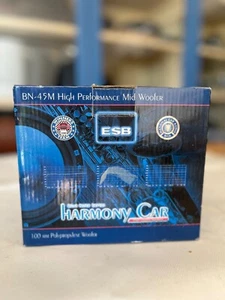 BN-45M High Performance Mid Woofer
ESB
Harmony Car
100 mm Polypropylene Woofer